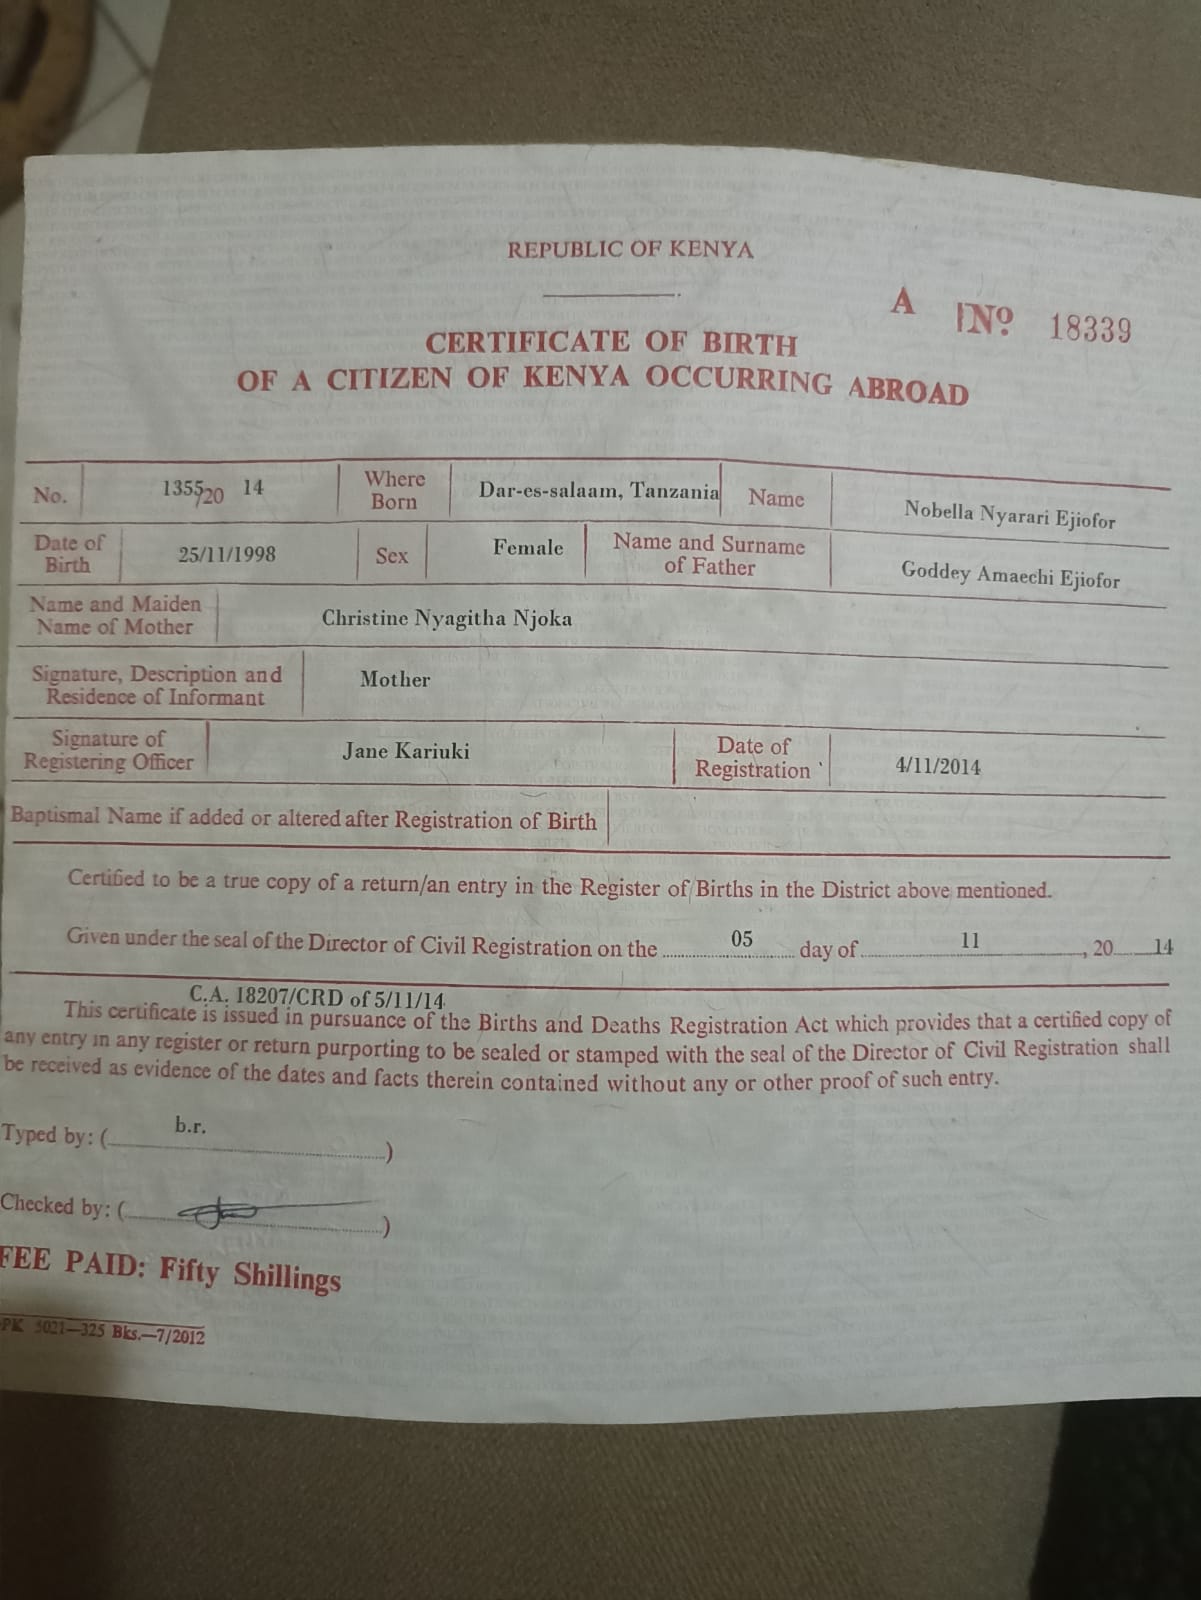 REPUBLIC OF KENYA
A No. 18339
CERTIFICATE OF BIRTH
OF A CITIZEN OF KENYA OCCURRING ABROAD
No. 1355/20 14 Where Born Dar-es-salaam, Tanzania Name Nobella Nyarari Ejiofor
Date of Birth 25/11/1998 Sex Female Name and Surname of Father Goddey Amaechi Ejiofor
Name and Maiden Name of Mother Christine Nyagitha Njoka
Signature, Description and Residence of Informant Mother
Signature of Registering Officer Jane Kariuki Date of Registration 4/11/2014
Baptismal Name if added or altered after Registration of Birth
Certified to be a true copy of a return/an entry in the Register of Births in the District above mentioned.
Given under the seal of the Director of Civil Registration on the 05 day of 11, 20 14
C.A. 18207/CRD of 5/11/14
This certificate is issued in pursuance of the Births and Deaths Registration Act which provides that a certified copy of
any entry in any register or return purporting to be sealed or stamped with the seal of the Director of Civil Registration shall
be received as evidence of the dates and facts therein contained without any or other proof of such entry.
Typed by: ( b.r. )
Checked by: ( )
FEE PAID: Fifty Shillings
PK 5021—325 Bks.—7/2012